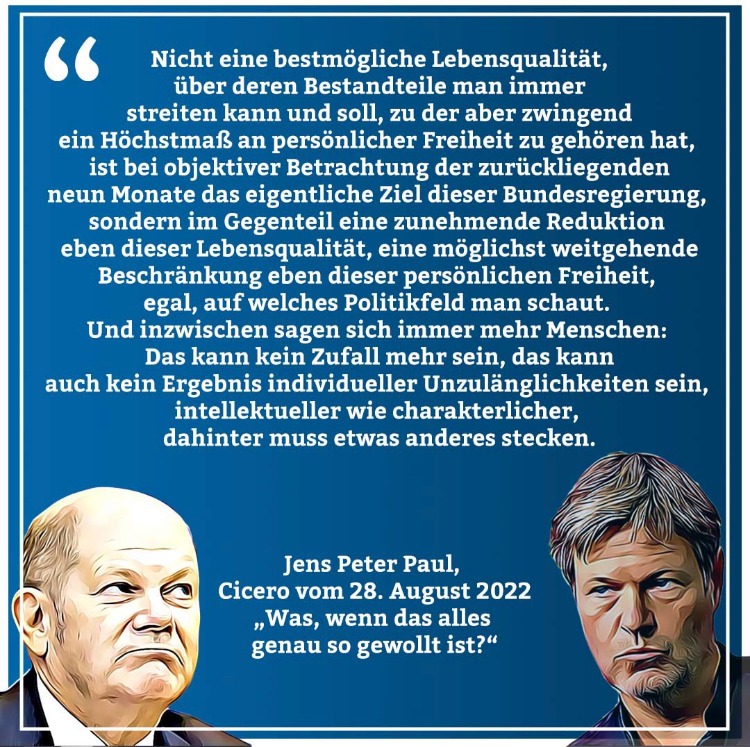 “
Nicht eine bestmögliche Lebensqualität,
über deren Bestandteile man immer
streiten kann und soll, zu der aber zwingend
ein Höchstmaß an persönlicher Freiheit zu gehören hat,
ist bei objektiver Betrachtung der zurückliegenden
neun Monate das eigentliche Ziel dieser Bundesregierung,
sondern im Gegenteil eine zunehmende Reduktion
eben dieser Lebensqualität, eine möglichst weitgehende
Beschränkung eben dieser persönlichen Freiheit,
egal, auf welches Politikfeld man schaut.
Und inzwischen sagen sich immer mehr Menschen:
Das kann kein Zufall mehr sein, das kann
auch kein Ergebnis individueller Unzulänglichkeiten sein,
intellektueller wie charakterlicher,
dahinter muss etwas anderes stecken.
Jens Peter Paul,
Cicero vom 28. August 2022
„Was, wenn das alles
genau so gewollt ist?“